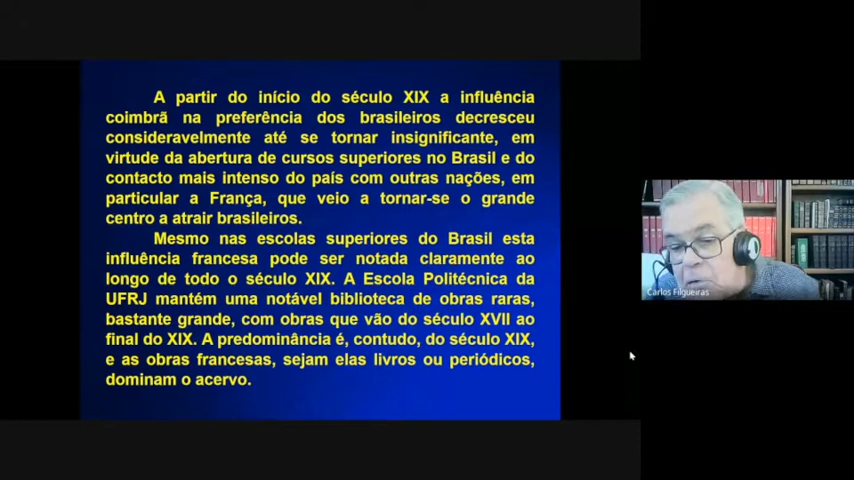 A partir do início do século XIX a influência
coimbrã na preferência dos brasileiros decresceu
consideravelmente até se tornar insignificante, em
virtude da abertura de cursos superiores no Brasil e do
contacto mais intenso do país com outras nações, em
particular a França, que veio a tornar-se o grande
centro a atrair brasileiros.
Mesmo nas escolas superiores do Brasil esta
influência francesa pode ser notada claramente ao
longo de todo o século XIX. A Escola Politécnica da
UFRJ mantém uma notável biblioteca de obras raras,
bastante grande, com obras que vão do século XVII ao
final do XIX. A predominância é, contudo, do século XIX,
e as obras francesas, sejam elas livros ou periódicos,
dominam o acervo.
Carlos Filgueiras